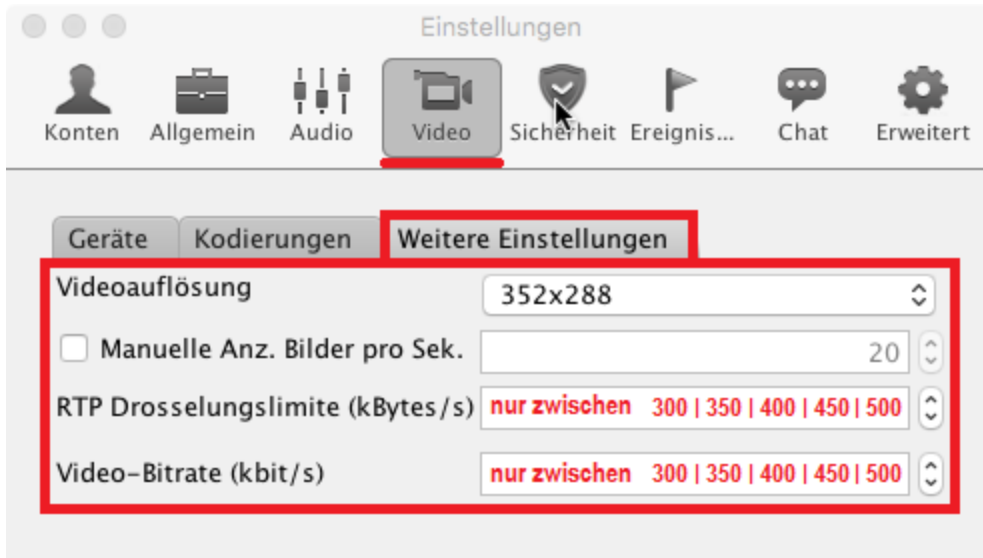 Einstellungen
Konten Allgemein Audio Video Sicherheit Ereignis... Chat Erweitert
Geräte Kodierungen Weitere Einstellungen
Videoauflösung 352x288
Manuelle Anz. Bilder pro Sek. 20
RTP Drosselungslimite (kBytes/s) nur zwischen 300 | 350 | 400 | 450 | 500
Video-Bitrate (kbit/s) nur zwischen 300 | 350 | 400 | 450 | 500